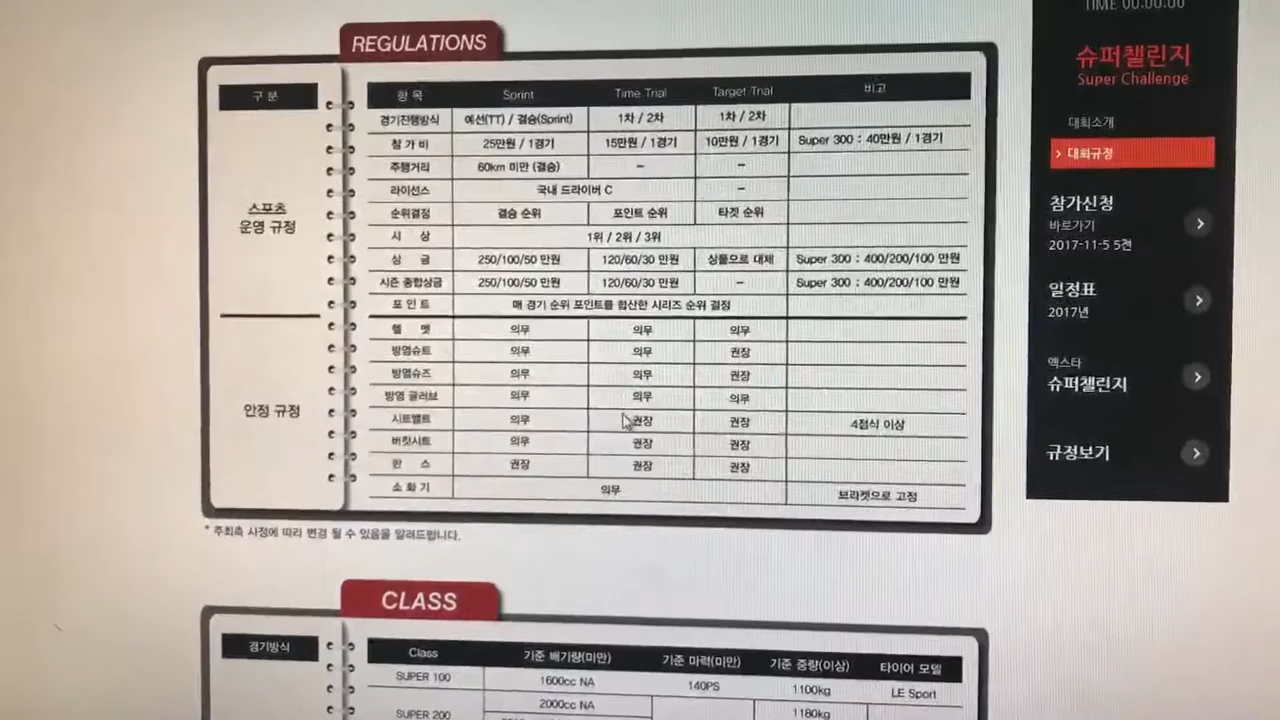 REGULATIONS
구 분
항 목 Sprint Time Trial Target Trial 비고
경기진행방식 예선(TT) / 결승(Sprint) 1차 / 2차 1차 / 2차
참 가 비 25만원 / 1경기 15만원 / 1경기 10만원 / 1경기 Super 300 : 40만원 / 1경기
주행거리 60km 미만 (결승) - -
라이선스 국내 드라이버 C -
순위결정 결승 순위 포인트 순위 타겟 순위
시 상 1위 / 2위 / 3위
상 금 250/100/50 만원 120/60/30 만원 상품으로 대체 Super 300 : 400/200/100 만원
시즌 종합상금 250/100/50 만원 120/60/30 만원 - Super 300 : 400/200/100 만원
포 인 트 매 경기 순위 포인트를 합산한 시리즈 순위 결정
스포츠
운영 규정
헬 멧 의무 의무 의무
방염슈트 의무 의무 권장
방염슈즈 의무 의무 권장
방염 글러브 의무 의무 의무
시트벨트 의무 권장 권장 4점식 이상
버킷시트 의무 권장 권장
한 스 권장 권장 권장
소 화 기 의무 브라켓으로 고정
안정 규정
* 주최측 사정에 따라 변경 될 수 있음을 알려드립니다.
CLASS
경기방식
Class 기준 배기량(미만) 기준 마력(미만) 기준 중량(이상) 타이어 모델
SUPER 100 1600cc NA 140PS 1100kg LE Sport
SUPER 200 2000cc NA 1180kg
TIME 00:00:00
슈퍼챌린지
Super Challenge
대회소개
> 대회규정
참가신청
바로가기
2017-11-5 5전
일정표
2017년
엑스타
슈퍼챌린지
규정보기